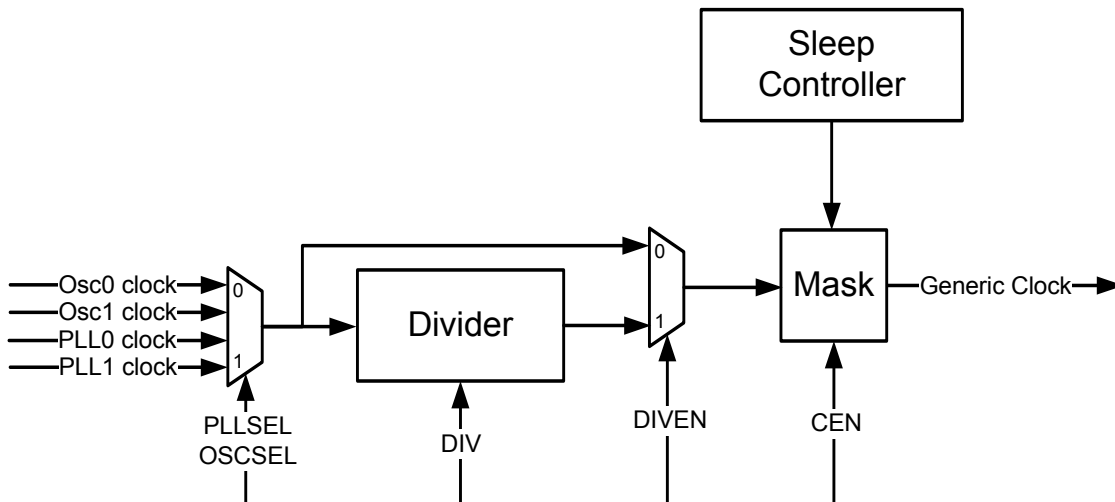 Sleep
Controller
0
Osc0 clock
0
Osc1 clock
Divider
Mask
Generic Clock
PLL0 clock
1
PLL1 clock
1
PLLSEL
OSCSEL
DIV
DIVEN
CEN